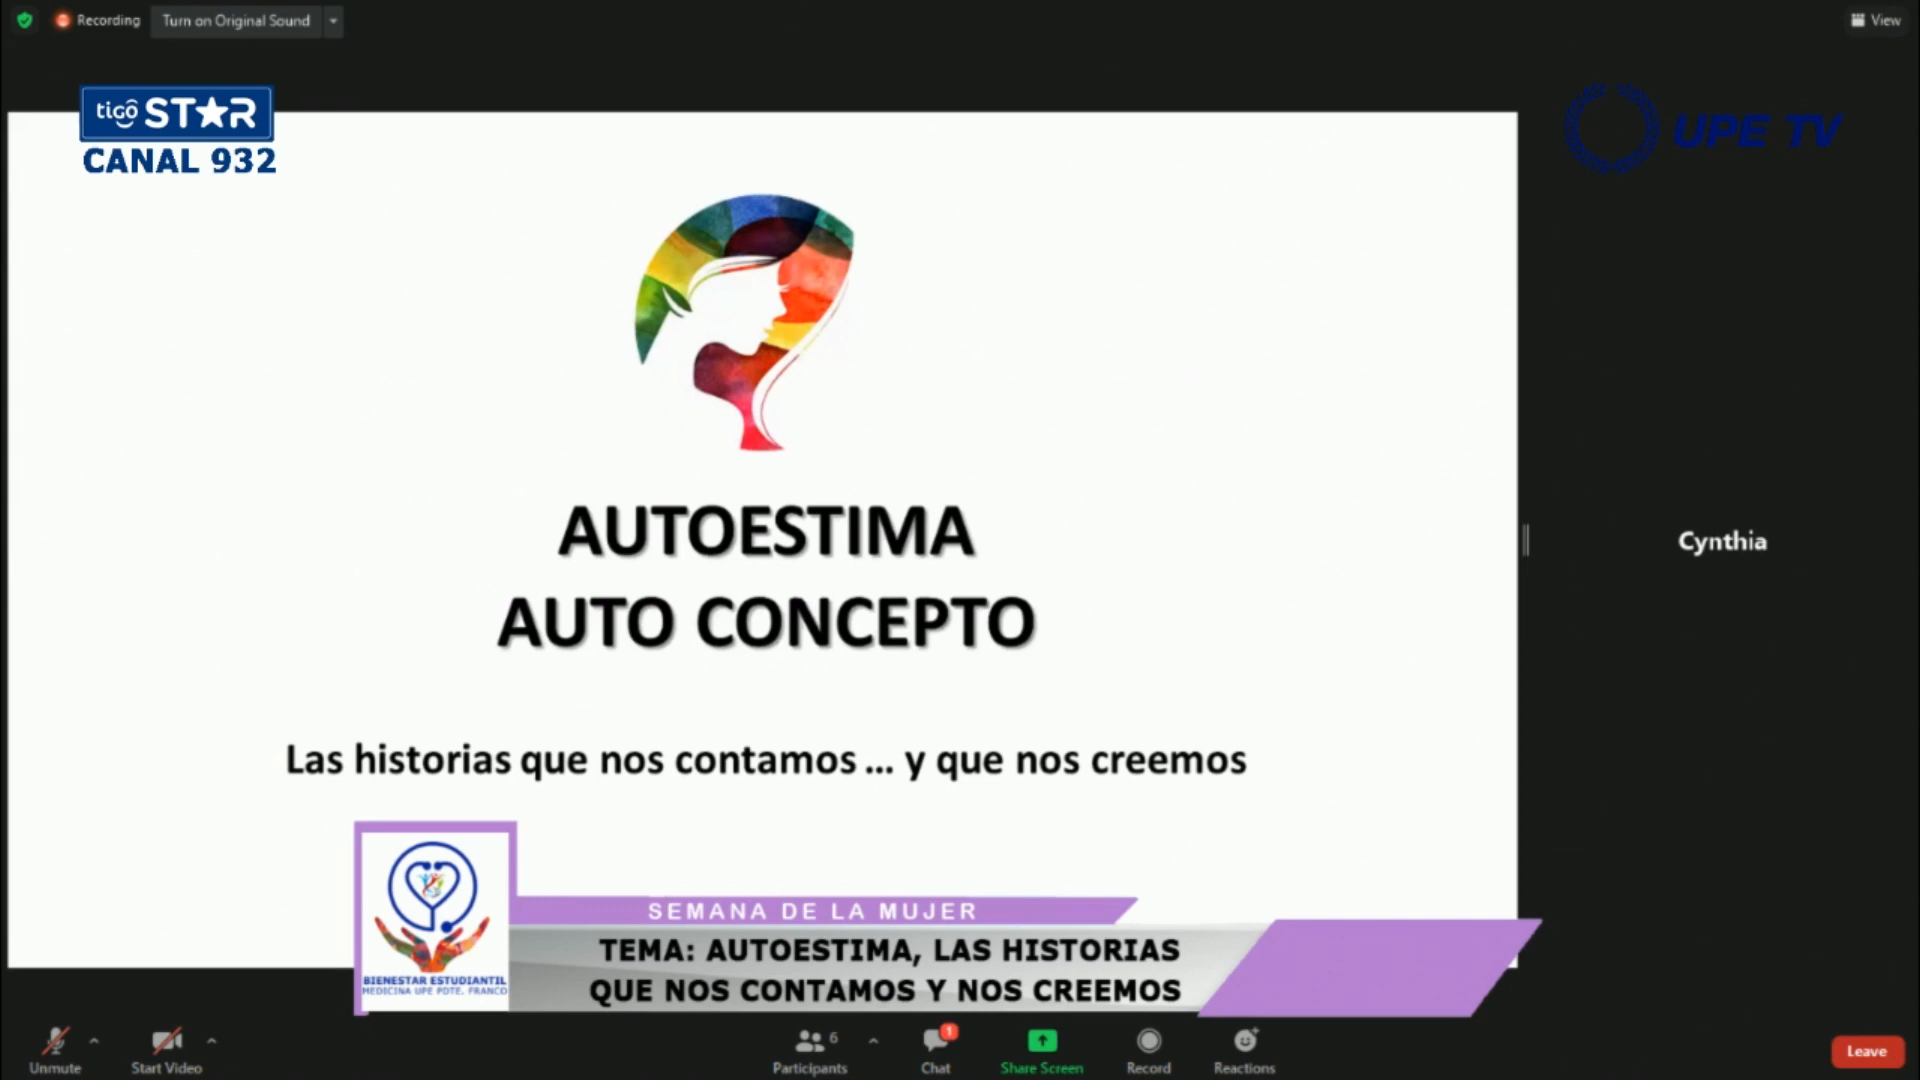 Recording
Turn on Original Sound
View
tigo STAR
CANAL 932
UPE TV
AUTOESTIMA
AUTO CONCEPTO
Cynthia
Las historias que nos contamos ... y que nos creemos
SEMANA DE LA MUJER
TEMA: AUTOESTIMA, LAS HISTORIAS
QUE NOS CONTAMOS Y NOS CREEMOS
BIENESTAR ESTUDIANTIL
MEDICINA UPE PDTE. FRANCO
Unmute
Start Video
6
Participants
1
Chat
Share Screen
Record
Reactions
Leave